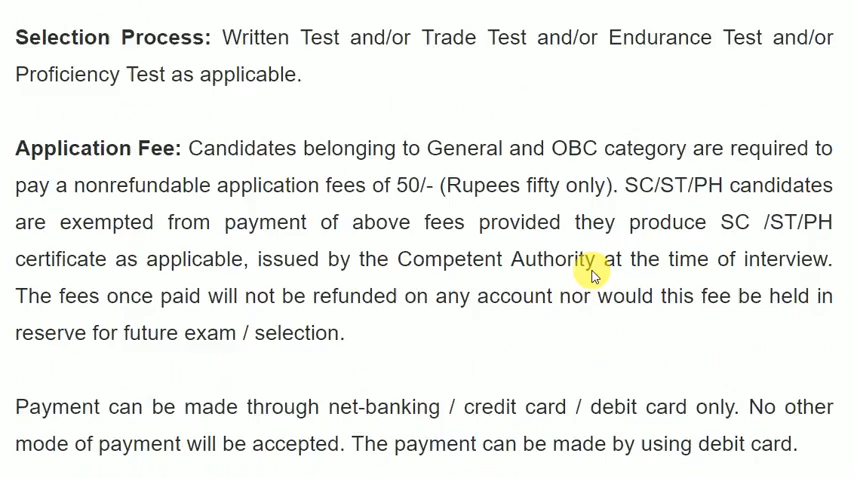 Selection Process: Written Test and/or Trade Test and/or Endurance Test and/or
Proficiency Test as applicable.
Application Fee: Candidates belonging to General and OBC category are required to
pay a nonrefundable application fees of 50/- (Rupees fifty only). SC/ST/PH candidates
are exempted from payment of above fees provided they produce SC /ST/PH
certificate as applicable, issued by the Competent Authority at the time of interview.
The fees once paid will not be refunded on any account nor would this fee be held in
reserve for future exam / selection.
Payment can be made through net-banking / credit card / debit card only. No other
mode of payment will be accepted. The payment can be made by using debit card.